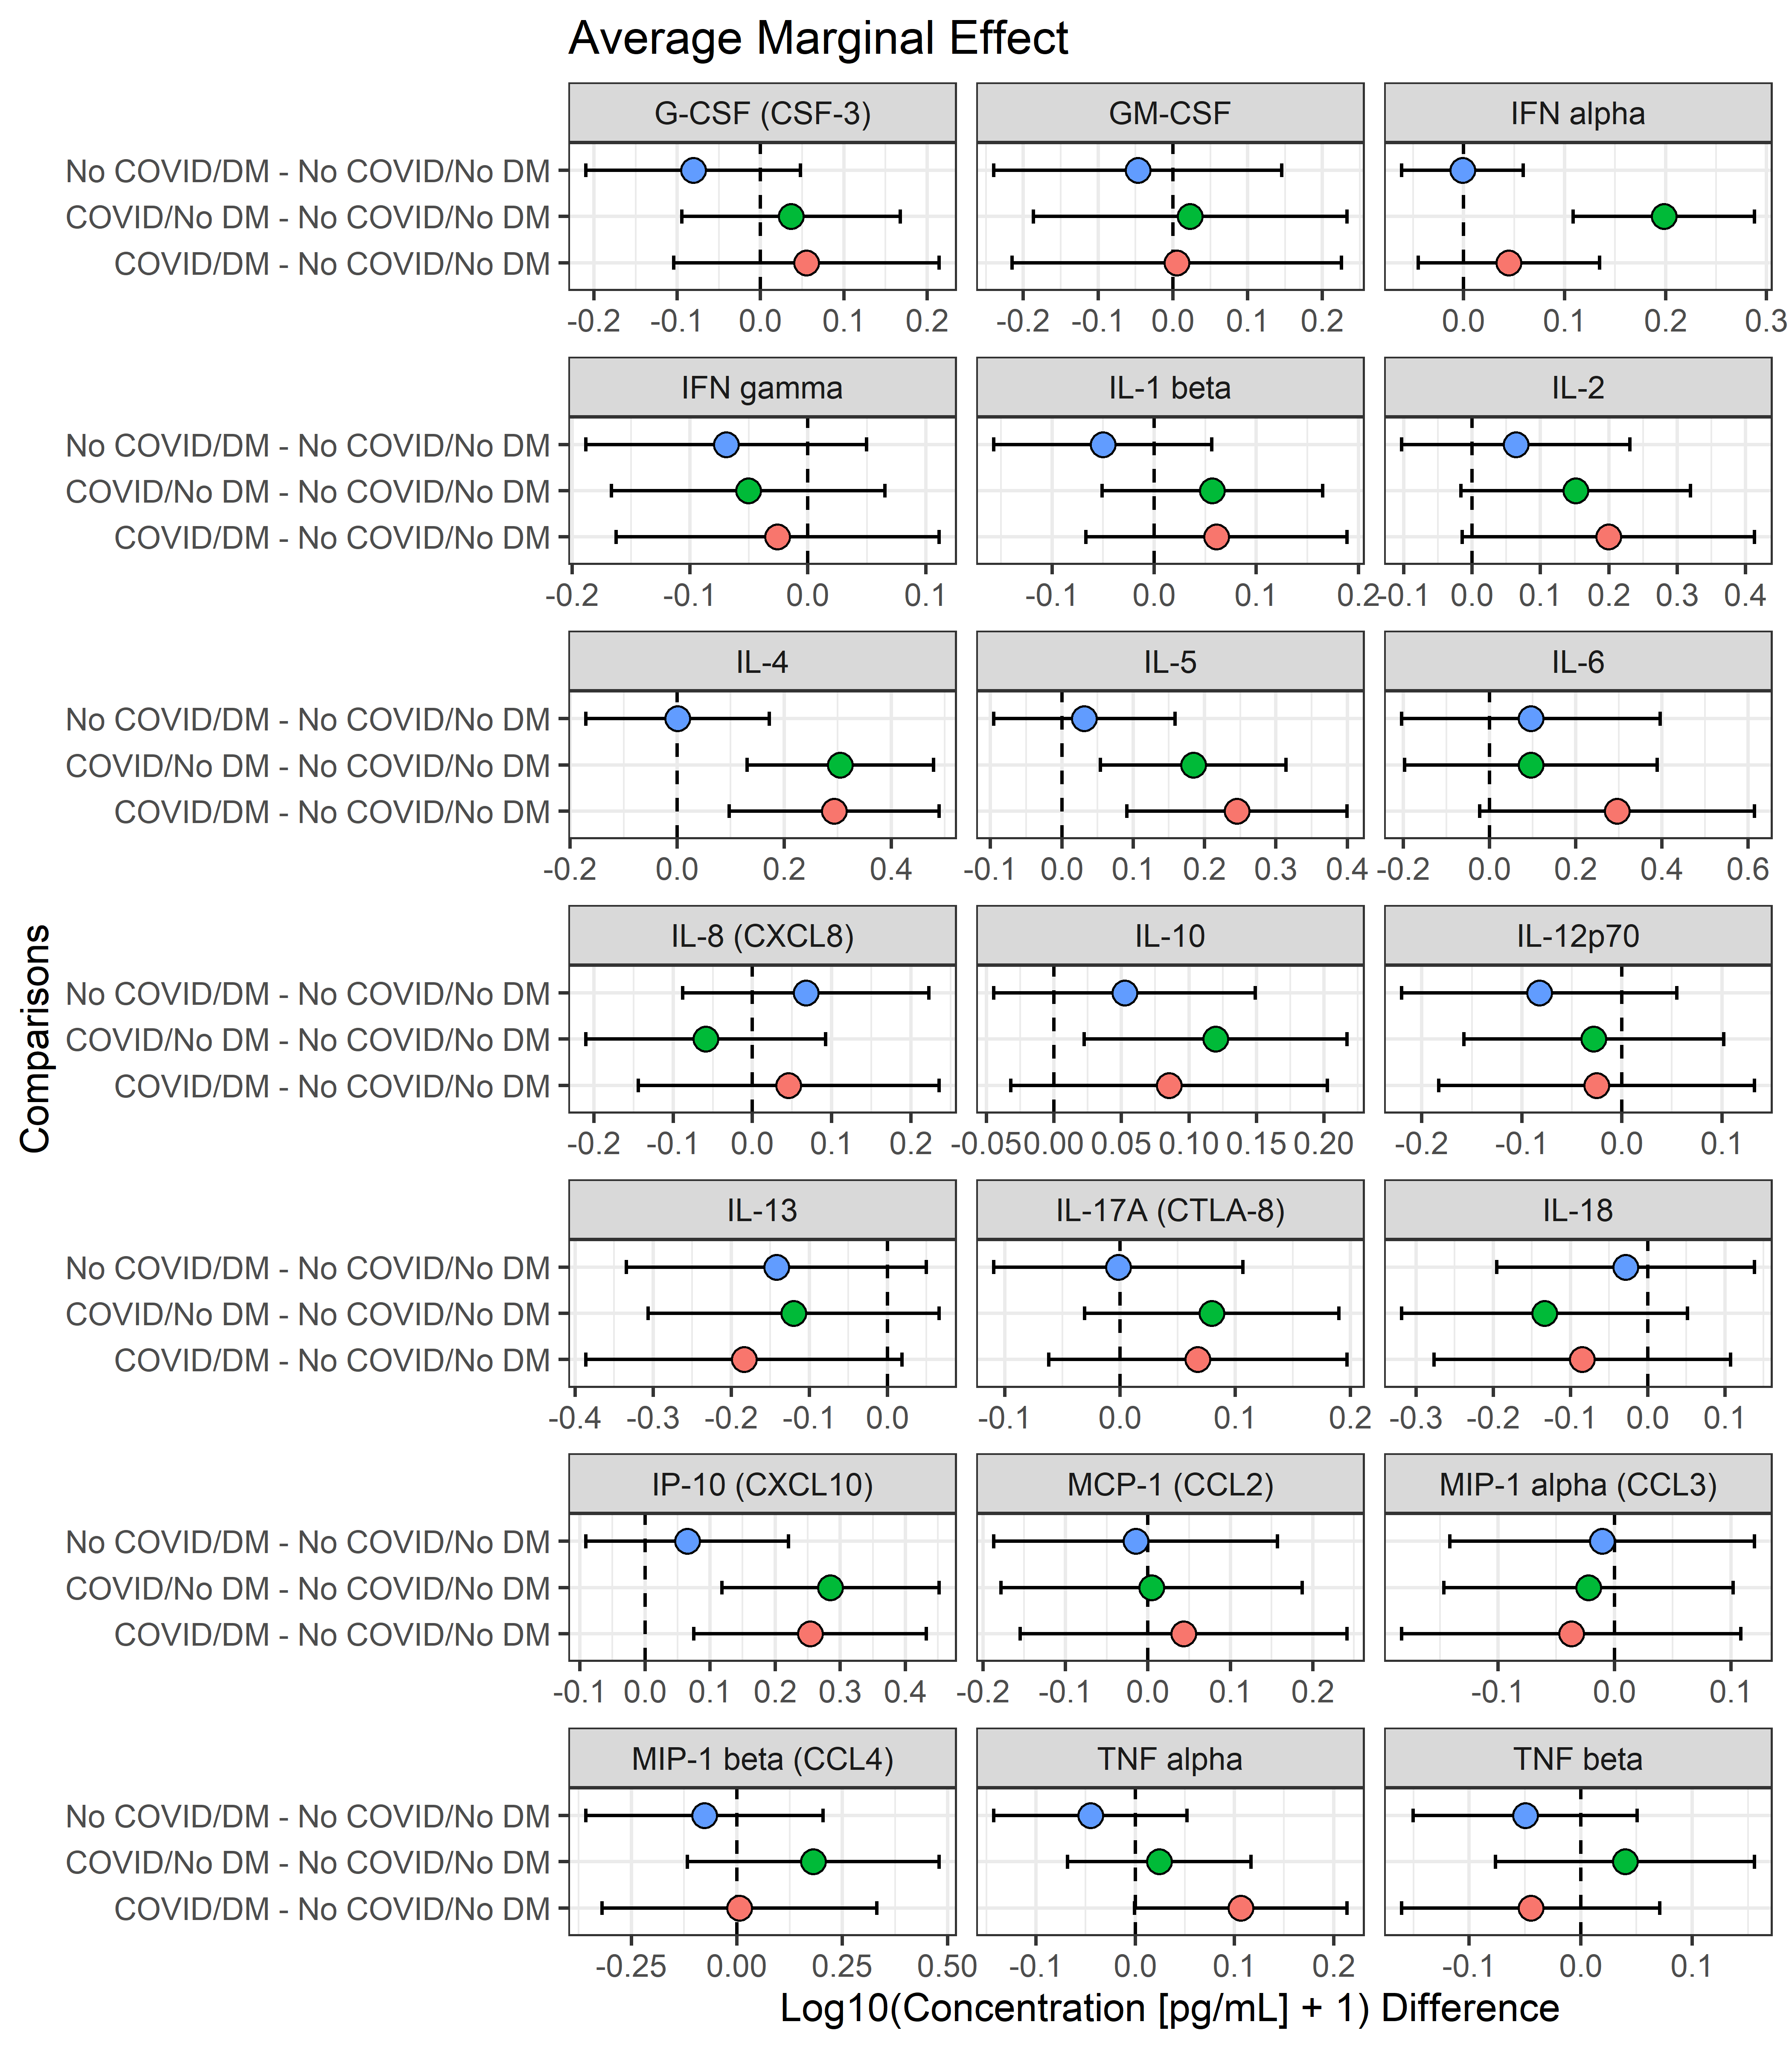 Average Marginal Effect
G-CSF (CSF-3) GM-CSF IFN alpha
No COVID/DM - No COVID/No DM
COVID/No DM - No COVID/No DM
COVID/DM - No COVID/No DM
-0.2 -0.1 0.0 0.1 0.2 -0.2 -0.1 0.0 0.1 0.2 0.0 0.1 0.2 0.3
IFN gamma IL-1 beta IL-2
No COVID/DM - No COVID/No DM
COVID/No DM - No COVID/No DM
COVID/DM - No COVID/No DM
-0.2 -0.1 0.0 0.1 -0.1 0.0 0.1 0.2 -0.1 0.0 0.1 0.2 0.3 0.4
IL-4 IL-5 IL-6
No COVID/DM - No COVID/No DM
COVID/No DM - No COVID/No DM
COVID/DM - No COVID/No DM
-0.2 0.0 0.2 0.4 -0.1 0.0 0.1 0.2 0.3 0.4 -0.2 0.0 0.2 0.4 0.6
Comparisons
IL-8 (CXCL8) IL-10 IL-12p70
No COVID/DM - No COVID/No DM
COVID/No DM - No COVID/No DM
COVID/DM - No COVID/No DM
-0.2 -0.1 0.0 0.1 0.2 -0.05 0.00 0.05 0.10 0.15 0.20 -0.2 -0.1 0.0 0.1
IL-13 IL-17A (CTLA-8) IL-18
No COVID/DM - No COVID/No DM
COVID/No DM - No COVID/No DM
COVID/DM - No COVID/No DM
-0.4 -0.3 -0.2 -0.1 0.0 -0.1 0.0 0.1 0.2 -0.3 -0.2 -0.1 0.0 0.1
IP-10 (CXCL10) MCP-1 (CCL2) MIP-1 alpha (CCL3)
No COVID/DM - No COVID/No DM
COVID/No DM - No COVID/No DM
COVID/DM - No COVID/No DM
-0.1 0.0 0.1 0.2 0.3 0.4 -0.2 -0.1 0.0 0.1 0.2 -0.1 0.0 0.1
MIP-1 beta (CCL4) TNF alpha TNF beta
No COVID/DM - No COVID/No DM
COVID/No DM - No COVID/No DM
COVID/DM - No COVID/No DM
-0.25 0.00 0.25 0.50 -0.1 0.0 0.1 0.2 -0.1 0.0 0.1
Log10(Concentration [pg/mL] + 1) Difference